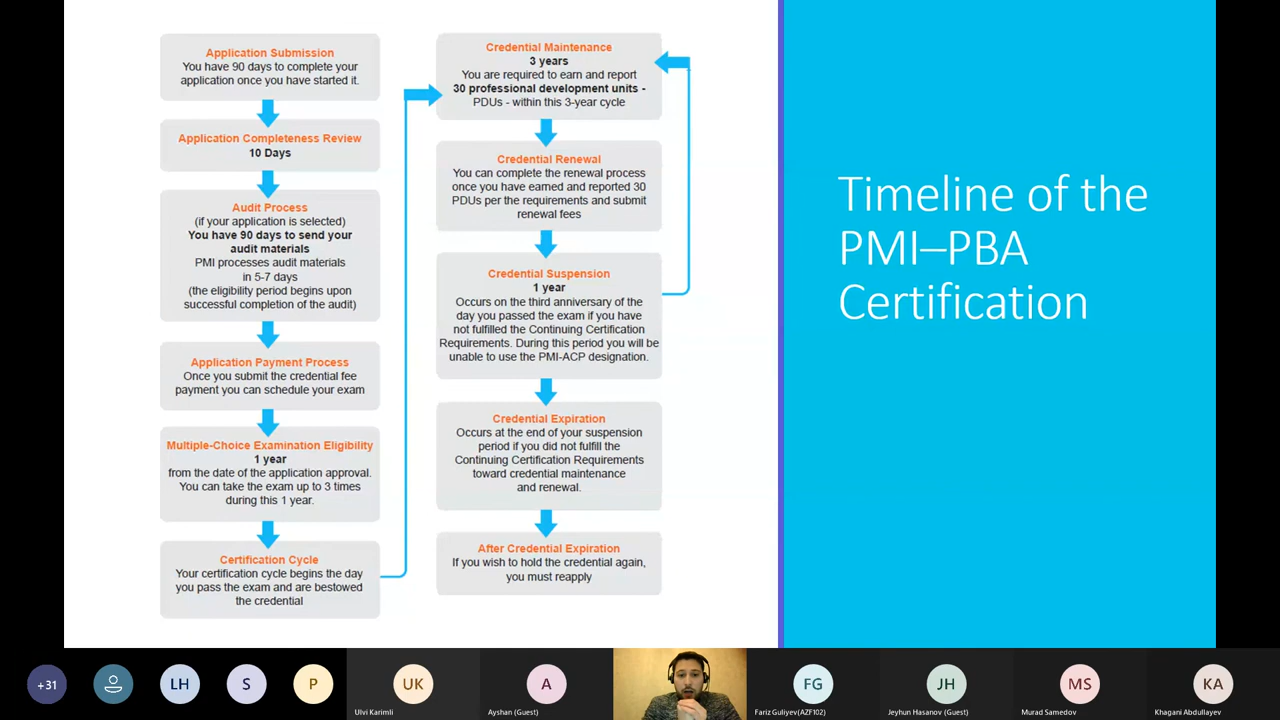 Application Submission
You have 90 days to complete your
application once you have started it.
Application Completeness Review
10 Days
Audit Process
(if your application is selected)
You have 90 days to send your
audit materials
PMI processes audit materials
in 5-7 days
(the eligibility period begins upon
successful completion of the audit)
Application Payment Process
Once you submit the credential fee
payment you can schedule your exam
Multiple-Choice Examination Eligibility
1 year
from the date of the application approval.
You can take the exam up to 3 times
during this 1 year.
Certification Cycle
Your certification cycle begins the day
you pass the exam and are bestowed
the credential
Credential Maintenance
3 years
You are required to earn and report
30 professional development units -
PDUs - within this 3-year cycle
Credential Renewal
You can complete the renewal process
once you have earned and reported 30
PDUs per the requirements and submit
renewal fees
Credential Suspension
1 year
Occurs on the third anniversary of the
day you passed the exam if you have
not fulfilled the Continuing Certification
Requirements. During this period you will be
unable to use the PMI-ACP designation.
Credential Expiration
Occurs at the end of your suspension
period if you did not fulfill the
Continuing Certification Requirements
toward credential maintenance
and renewal.
After Credential Expiration
If you wish to hold the credential again,
you must reapply
Timeline of the
PMI–PBA
Certification
+31
LH
S
P
UK
Ulvi Karimli
A
Ayshan (Guest)
FG
Fariz Guliyev(AZF102)
JH
Jeyhun Hasanov (Guest)
MS
Murad Samedov
KA
Khagani Abdullayev